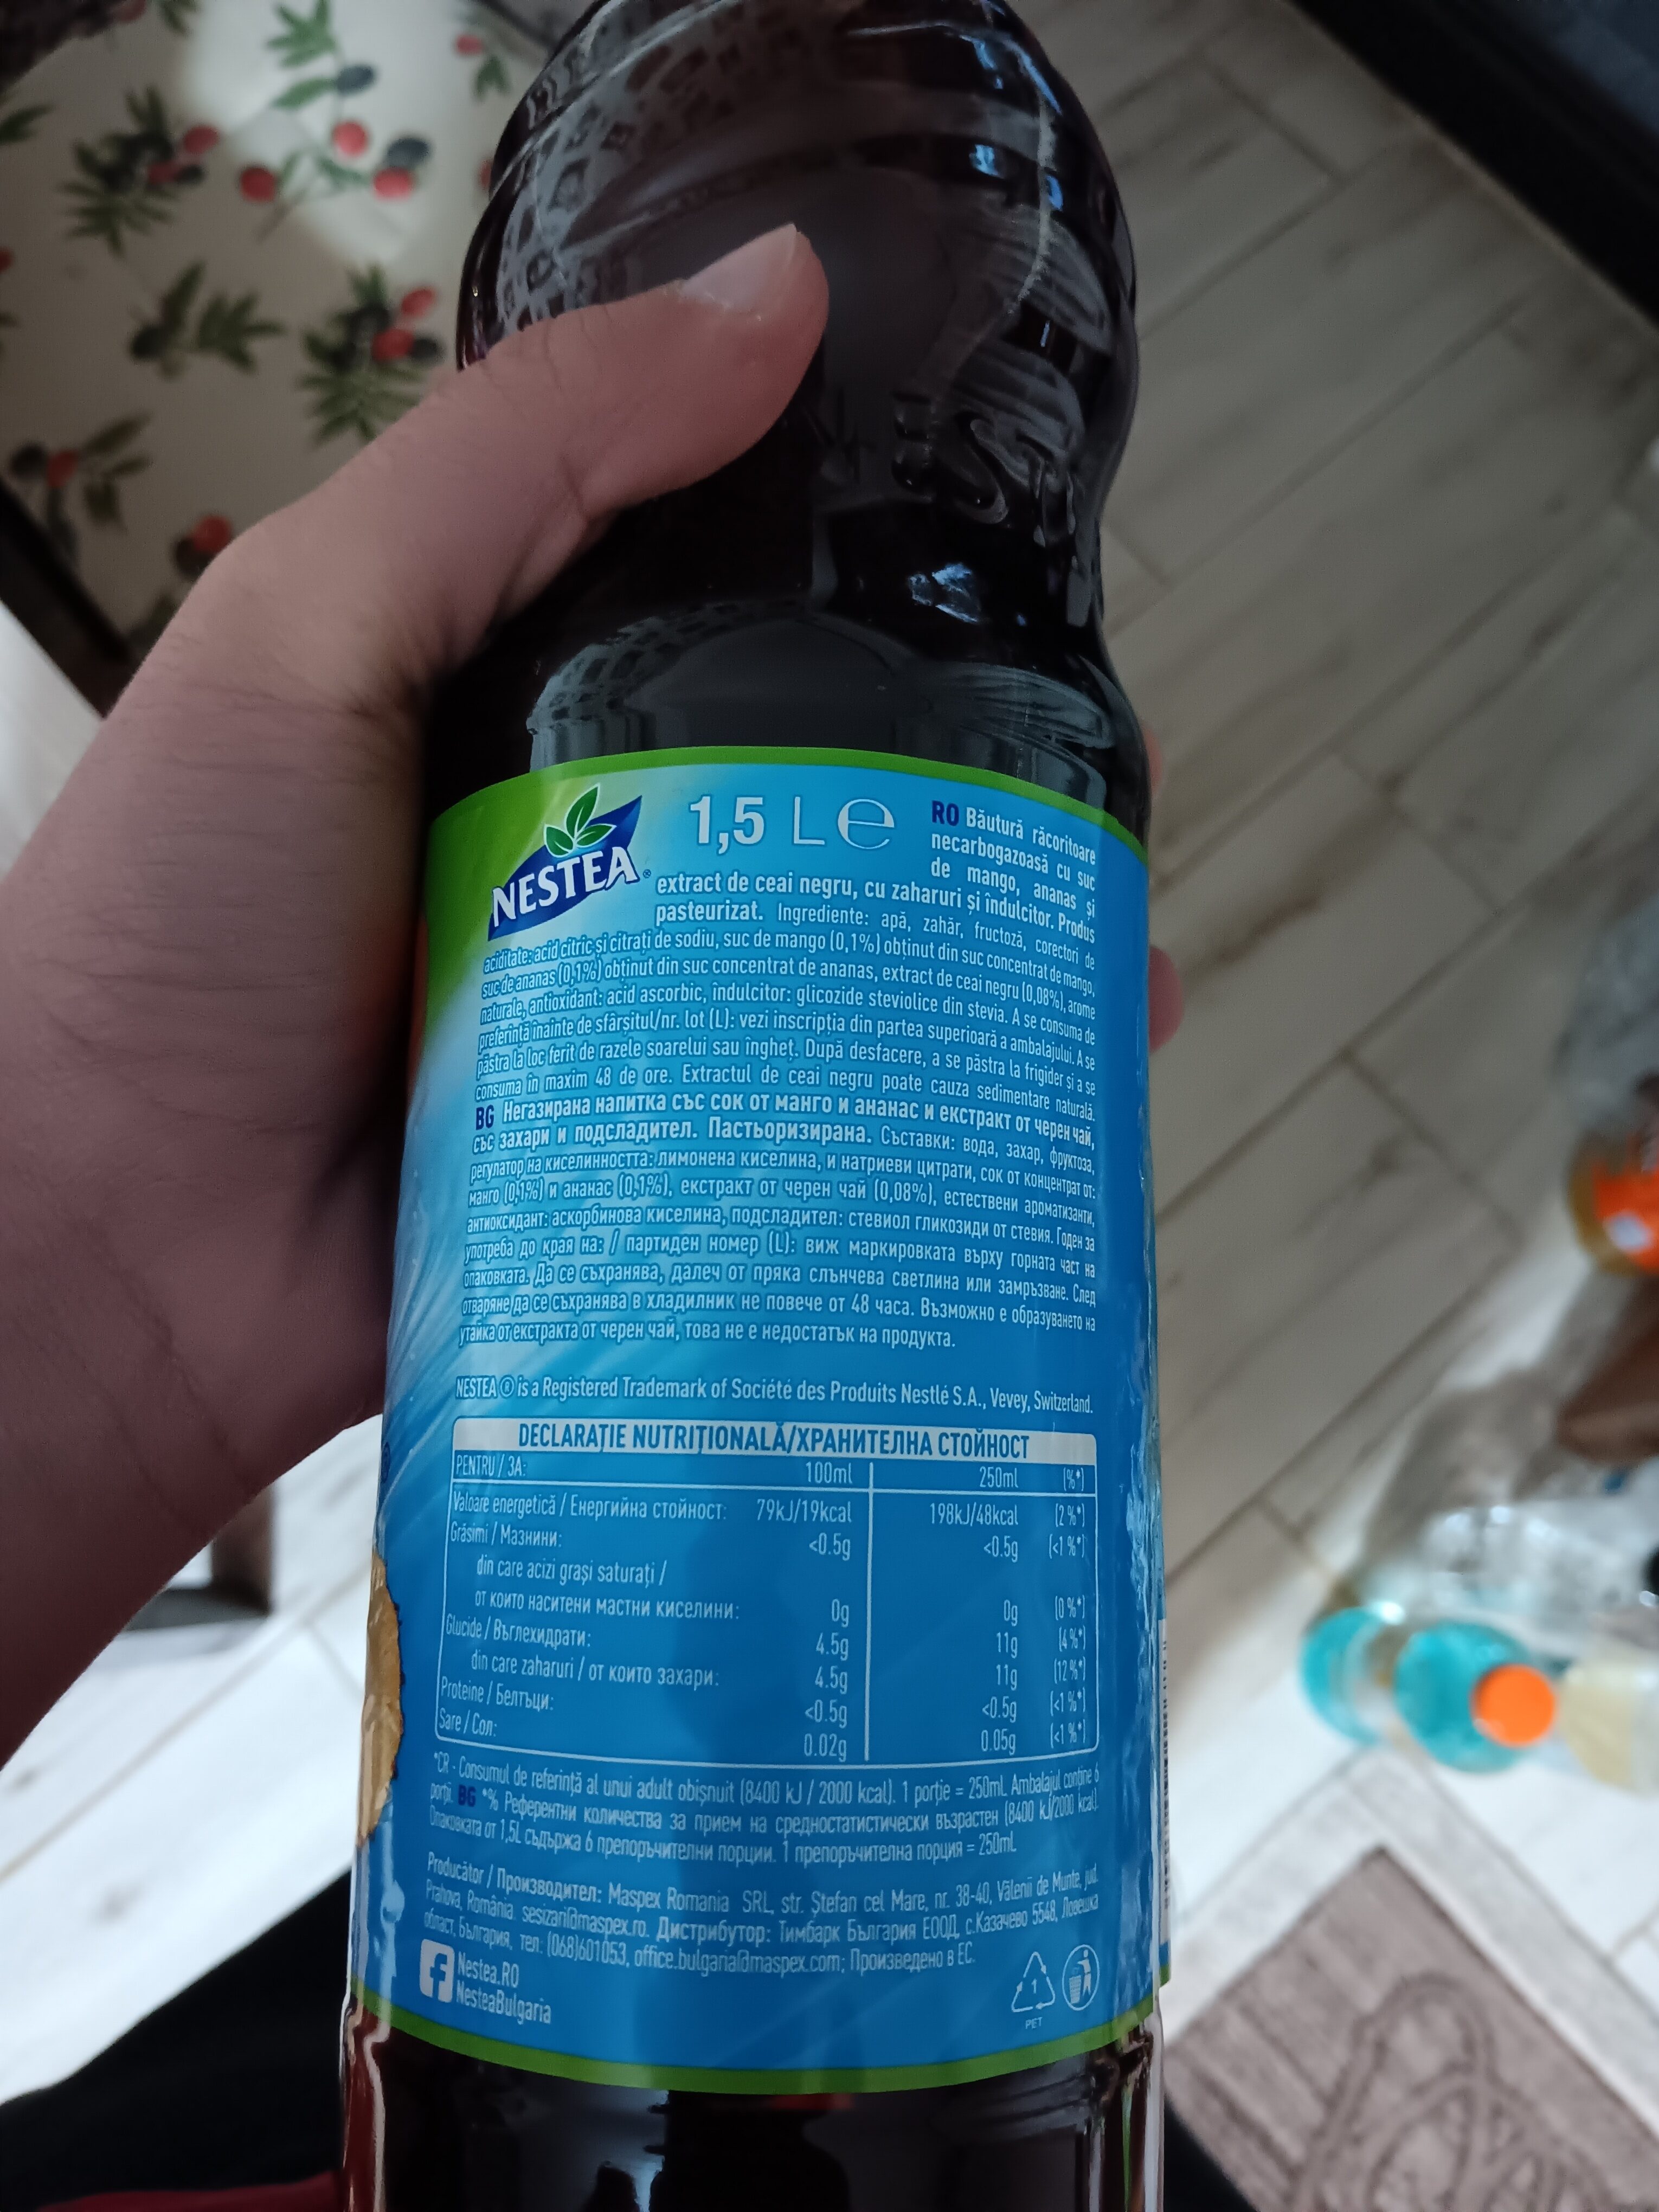 NESTEA®
1,5 L ℮
RO Băutură răcoritoare
necarbogazoasă cu suc
de mango, ananas și
extract de ceai negru, cu zaharuri și îndulcitor. Produs
pasteurizat. Ingrediente: apă, zahăr, fructoză, corectori de
aciditate: acid citric și citrați de sodiu, suc de mango (0,1%) obținut din suc concentrat de mango,
suc de ananas (0,1%) obținut din suc concentrat de ananas, extract de ceai negru (0,08%), arome
naturale, antioxidant: acid ascorbic, îndulcitor: glicozide steviolice din stevia. A se consuma de
preferință înainte de sfârșitul/nr. lot (L): vezi inscripția din partea superioară a ambalajului. A se
păstra la loc ferit de razele soarelui sau îngheț. După desfacere, a se păstra la frigider și a se
consuma în maxim 48 de ore. Extractul de ceai negru poate cauza sedimentare naturală.
BG Негазирана напитка със сок от манго и ананас и екстракт от черен чай,
със захари и подсладител. Пастьоризирана. Съставки: вода, захар, фруктоза,
регулатор на киселинността: лимонена киселина, и натриеви цитрати, сок от концентрат от:
манго (0,1%) и ананас (0,1%), екстракт от черен чай (0,08%), естествени ароматизанти,
антиоксидант: аскорбинова киселина, подсладител: стевиол гликозиди от стевия. Годен за
употреба до края на: / партиден номер (L): виж маркировката върху горната част на
опаковката. Да се съхранява, далеч от пряка слънчева светлина или замръзване. След
отваряне да се съхранява в хладилник не повече от 48 часа. Възможно е образуването на
утайка от екстракта от черен чай, това не е недостатък на продукта.
NESTEA ® is a Registered Trademark of Société des Produits Nestlé S.A., Vevey, Switzerland.
DECLARAȚIE NUTRIȚIONALĂ/ХРАНИТЕЛНА СТОЙНОСТ
PENTRU / ЗА: 100ml 250ml (%*)
Valoare energetică / Енергийна стойност: 79kJ/19kcal 198kJ/48kcal (2%*)
Grăsimi / Мазнини: <0.5g <0.5g (<1%*)
din care acizi grași saturați /
от които наситени мастни киселини: 0g 0g (0%*)
Glucide / Въглехидрати: 4.5g 11g (4%*)
din care zaharuri / от които захари: 4.5g 11g (12%*)
Proteine / Белтъци: <0.5g <0.5g (<1%*)
Sare / Сол: 0.02g 0.05g (<1%*)
*CR - Consumul de referință al unui adult obișnuit (8400 kJ / 2000 kcal). 1 porție = 250mL. Ambalajul conține 6
porții. BG *% Референтни количества за прием на средностатистически възрастен (8400 kJ/2000 kcal).
Опаковката от 1,5L съдържа 6 препоръчителни порции. 1 препоръчителна порция = 250mL
Producător / Производител: Maspex Romania SRL, str. Ștefan cel Mare, nr. 38-40, Vălenii de Munte, jud.
Prahova, România. sesizari@maspex.ro. Дистрибутор: Тимбарк България ЕООД, с.Казачево 5548, Ловешка
област, България, тел: (068)601053, office.bulgaria@maspex.com; Произведено в ЕС.
Nestea.RO
NesteaBulgaria
1
PET